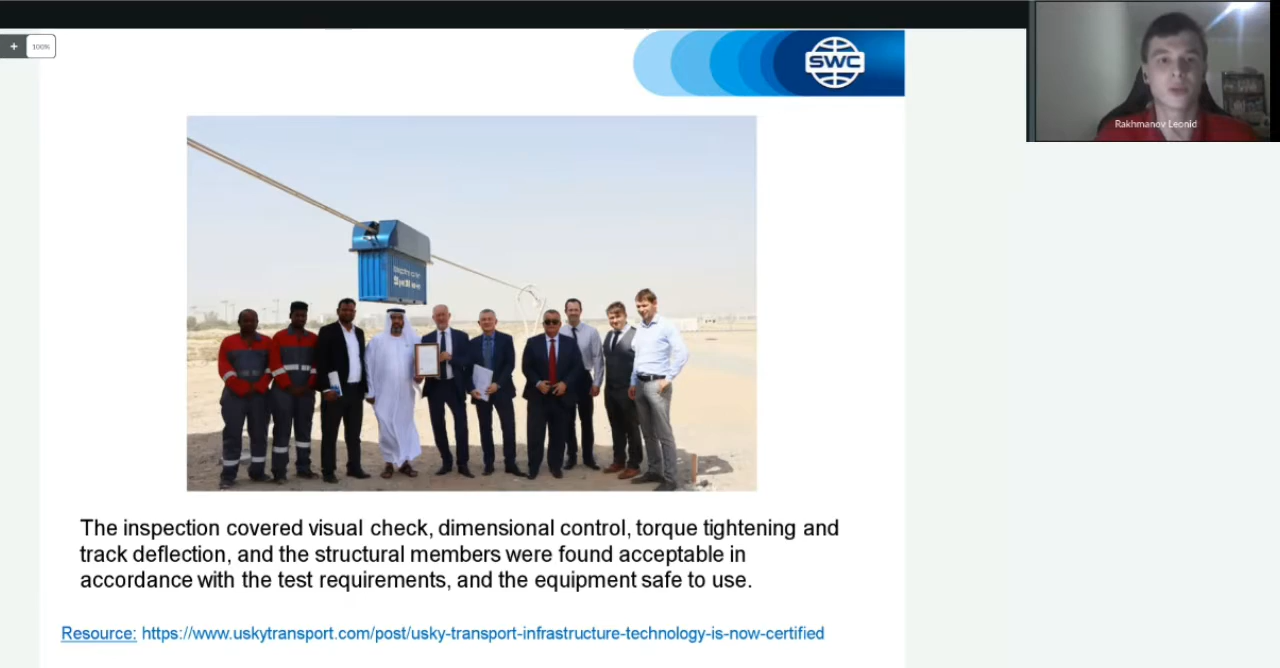 + 100%
SWC
Rakhmanov Leonid
The inspection covered visual check, dimensional control, torque tightening and
track deflection, and the structural members were found acceptable in
accordance with the test requirements, and the equipment safe to use.
Resource: https://www.uskytransport.com/post/usky-transport-infrastructure-technology-is-now-certified